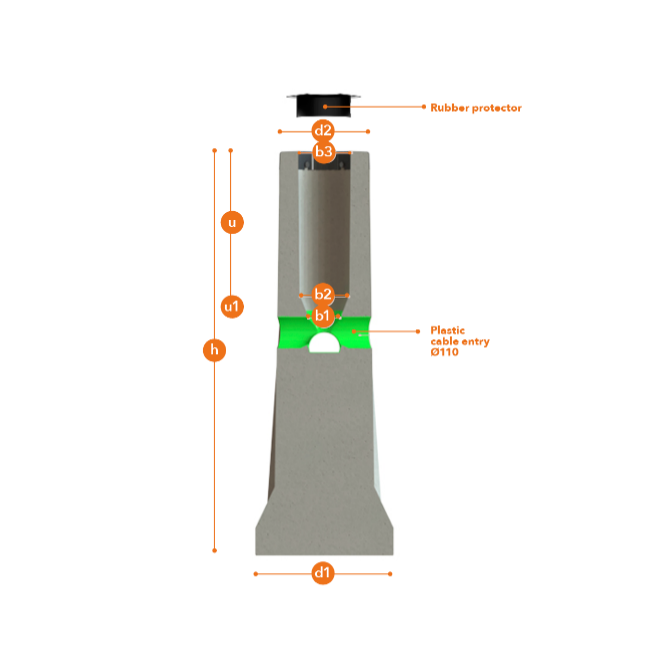 Rubber protector
d2
b3
u
b2
u1
b1
Plastic
cable entry
Ø110
h
d1